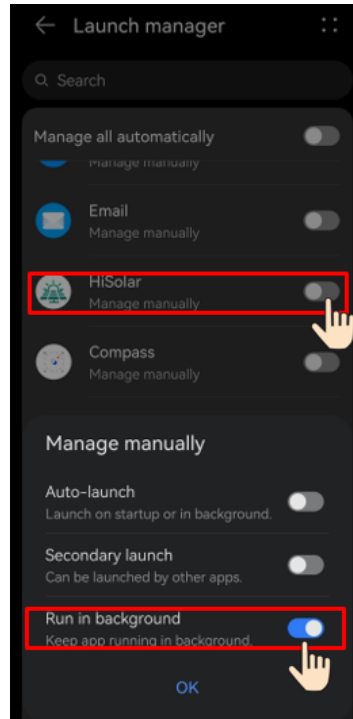 Launch manager
Search
Manage all automatically
Manage manually
Email
Manage manually
HiSolar
Manage manually
Compass
Manage manually
Manage manually
Auto-launch
Launch on startup or in background.
Secondary launch
Can be launched by other apps.
Run in background
Keep app running in background.
OK